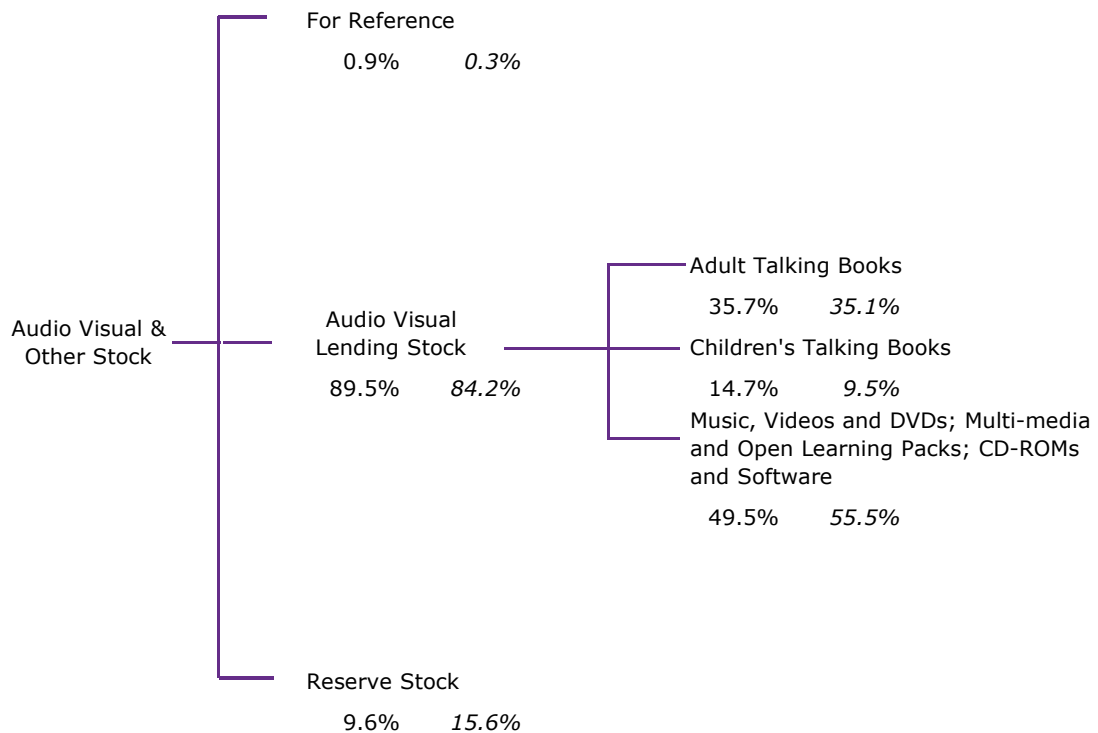 For Reference
0.9% 0.3%
Audio Visual &
Other Stock
Audio Visual
Lending Stock
89.5% 84.2%
Adult Talking Books
35.7% 35.1%
Children's Talking Books
14.7% 9.5%
Music, Videos and DVDs; Multi-media
and Open Learning Packs; CD-ROMs
and Software
49.5% 55.5%
Reserve Stock
9.6% 15.6%